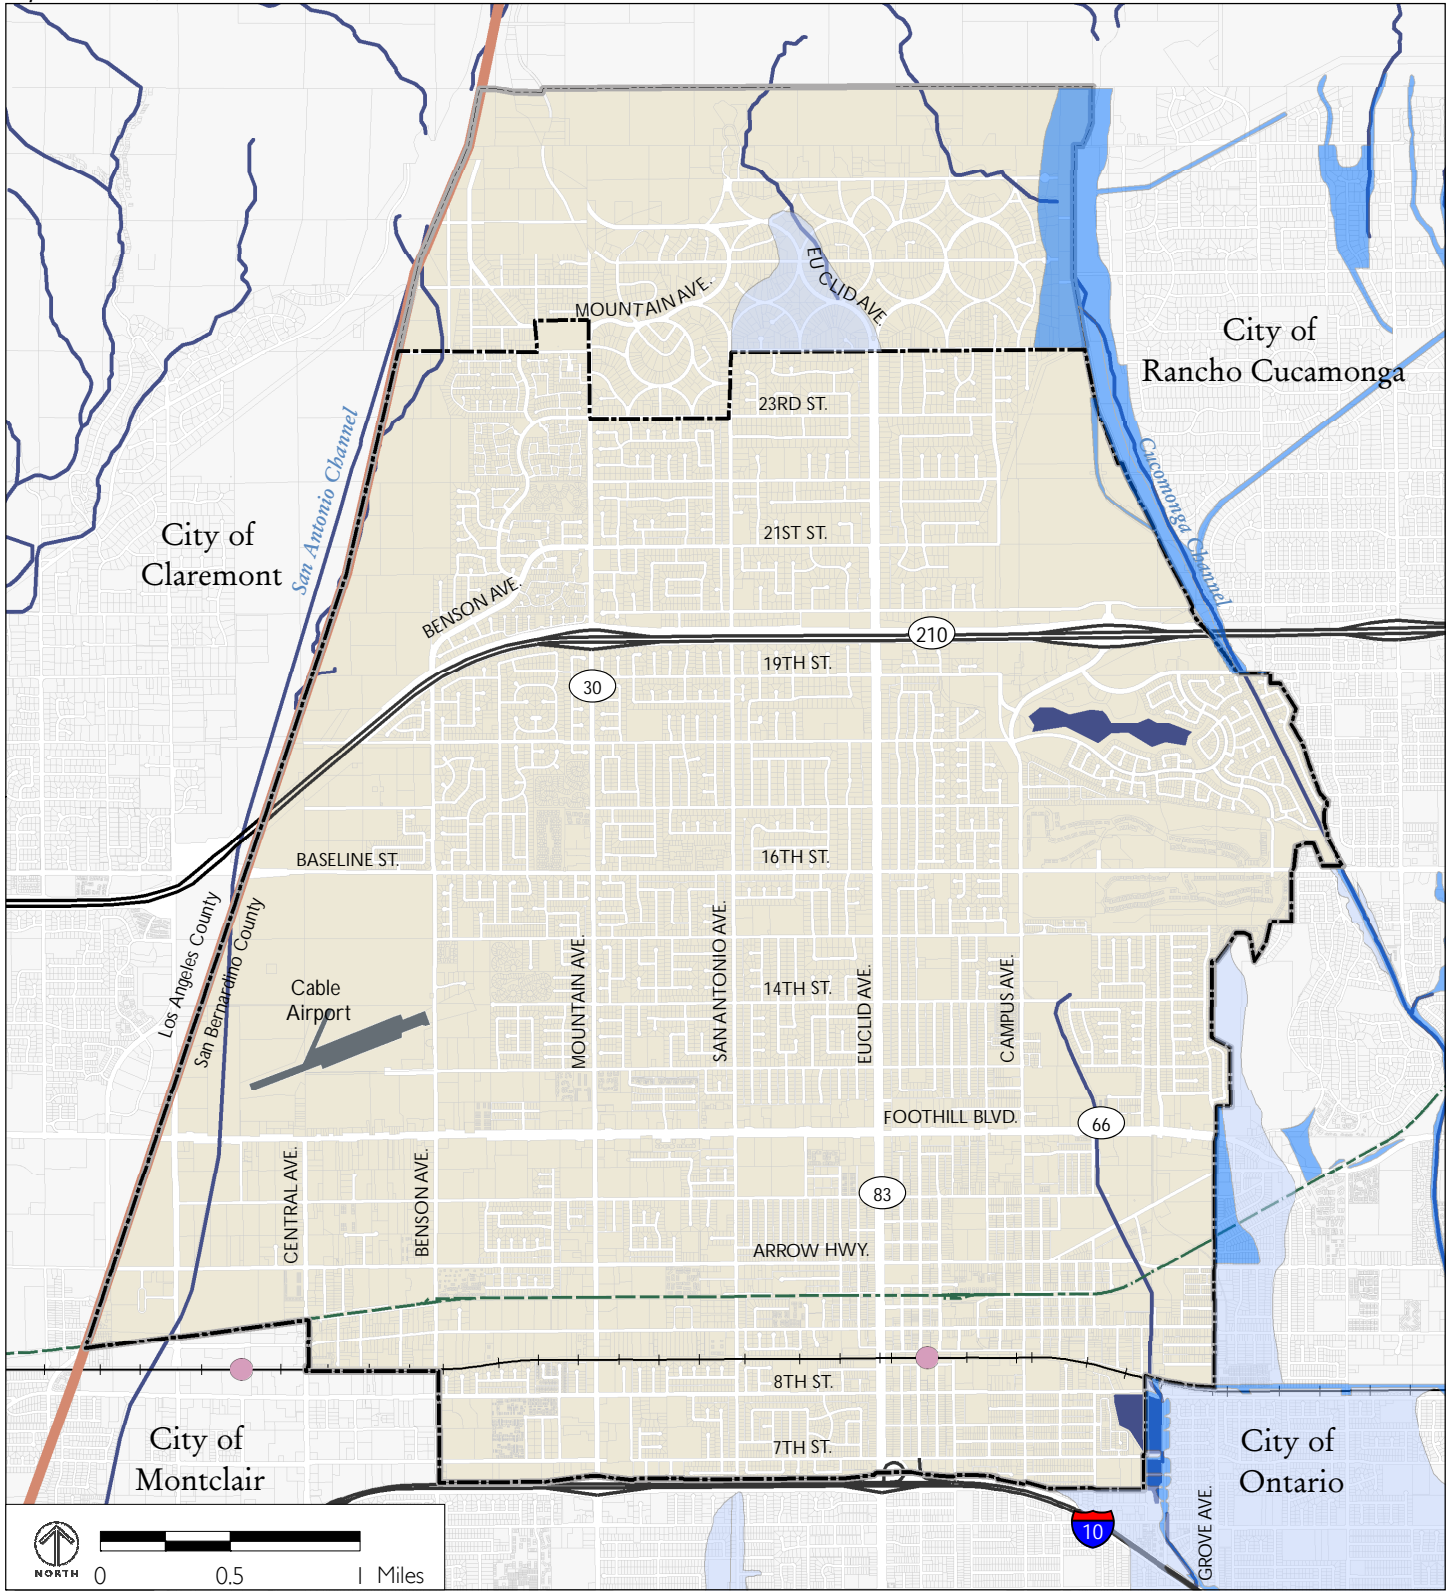 MOUNTAIN AVE.
EUCLID AVE.
City of
Rancho Cucamonga
23RD ST.
San Antonio Channel
Cucomonga Channel
City of
Claremont
21ST ST.
BENSON AVE.
210
19TH ST.
30
BASELINE ST.
16TH ST.
Los Angeles County
San Bernardino County
MOUNTAIN AVE.
SAN ANTONIO AVE.
EUCLID AVE.
CAMPUS AVE.
Cable
Airport
14TH ST.
FOOTHILL BLVD.
66
CENTRAL AVE.
BENSON AVE.
83
ARROW HWY.
8TH ST.
7TH ST.
City of
Montclair
City of
Ontario
GROVE AVE.
10
NORTH
0 0.5 1 Miles